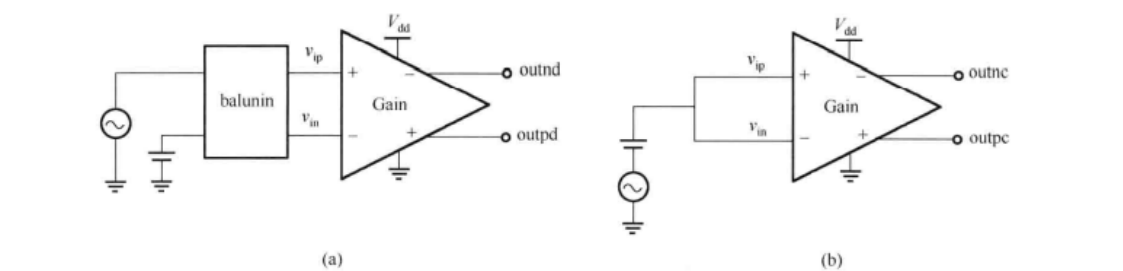 V_dd V_dd
v_ip + − outnd v_ip + − outnc
balunin Gain Gain
v_in − + outpd v_in − + outpc
(a) (b)